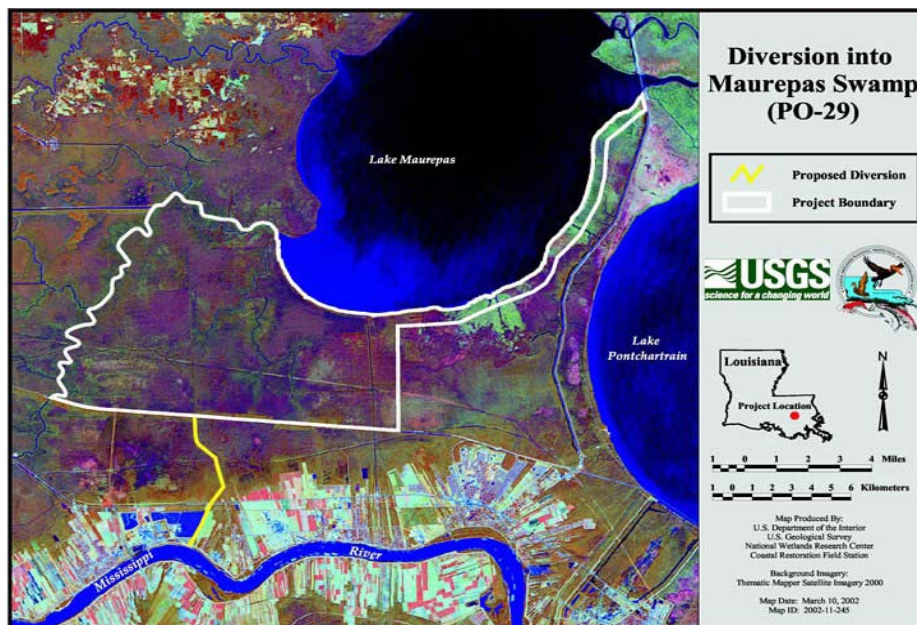 Diversion into
Maurepas Swamp
(PO-29)
Proposed Diversion
Project Boundary
USGS
science for a changing world
Louisiana
Project Location
N
1 0 1 2 3 4 Miles
1 0 1 2 3 4 5 6 Kilometers
Map Produced By:
U.S. Department of the Interior
U.S. Geological Survey
National Wetlands Research Center
Coastal Restoration Field Station
Background Imagery:
Thematic Mapper Satellite Imagery 2000
Map Date: March 10, 2002
Map ID: 2002-11-245
Lake Maurepas
Lake
Pontchartrain
Mississippi
River